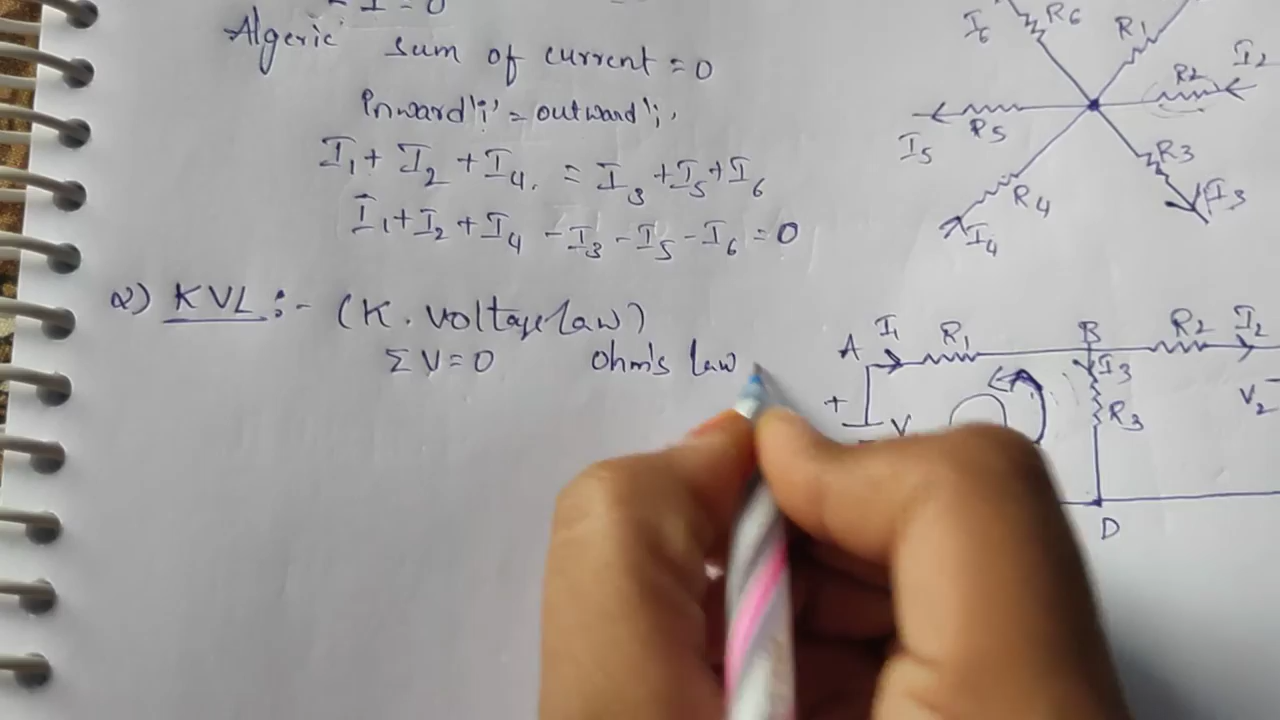 Σ I = 0
Algeric sum of current = 0
Inward 'i' = outward 'i'
I₁ + I₂ + I₄. = I₃ + I₅ + I₆
I₁ + I₂ + I₄ - I₃ - I₅ - I₆ = 0
I₆ R₆ R₁
R₂ I₂
I₅ R₅ R₃
R₄ I₃
I₄
2) KVL :- (K. Voltage law)
Σ V = 0 Ohm's law
A I₁ R₁ B R₂ I₂
I₃
+ V R₃ V₂
D